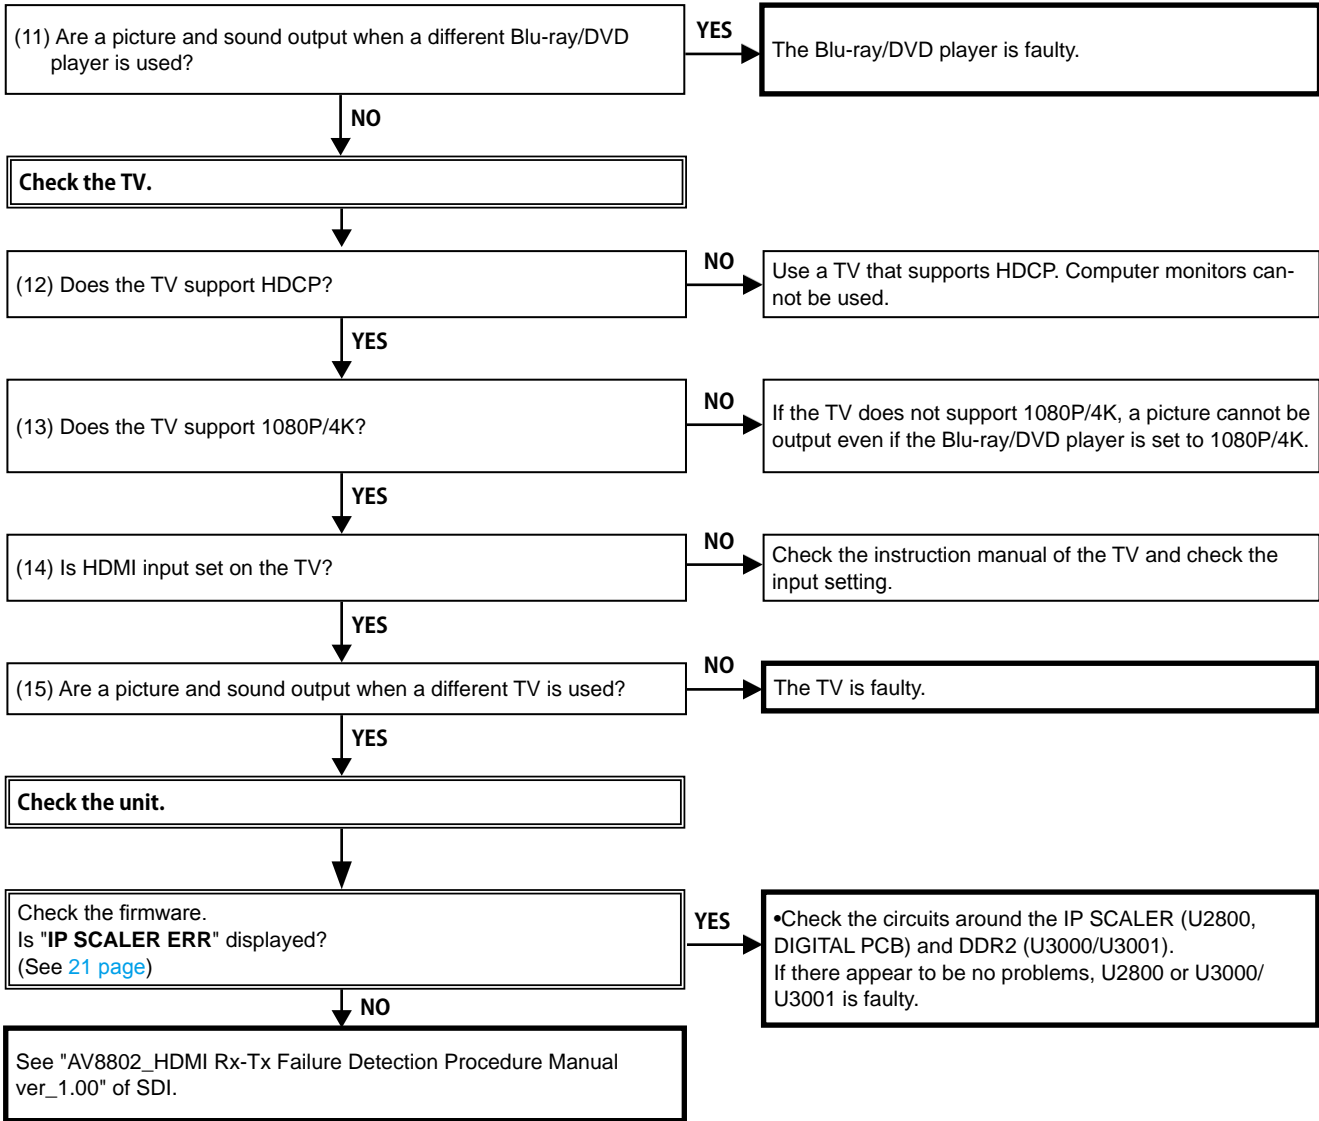 (11) Are a picture and sound output when a different Blu-ray/DVD
player is used?
YES
The Blu-ray/DVD player is faulty.
NO
Check the TV.
(12) Does the TV support HDCP?
NO
Use a TV that supports HDCP. Computer monitors can-
not be used.
YES
(13) Does the TV support 1080P/4K?
NO
If the TV does not support 1080P/4K, a picture cannot be
output even if the Blu-ray/DVD player is set to 1080P/4K.
YES
(14) Is HDMI input set on the TV?
NO
Check the instruction manual of the TV and check the
input setting.
YES
(15) Are a picture and sound output when a different TV is used?
NO
The TV is faulty.
YES
Check the unit.
Check the firmware.
Is "IP SCALER ERR" displayed?
(See 21 page)
YES
•Check the circuits around the IP SCALER (U2800,
DIGITAL PCB) and DDR2 (U3000/U3001).
If there appear to be no problems, U2800 or U3000/
U3001 is faulty.
NO
See "AV8802_HDMI Rx-Tx Failure Detection Procedure Manual
ver_1.00" of SDI.